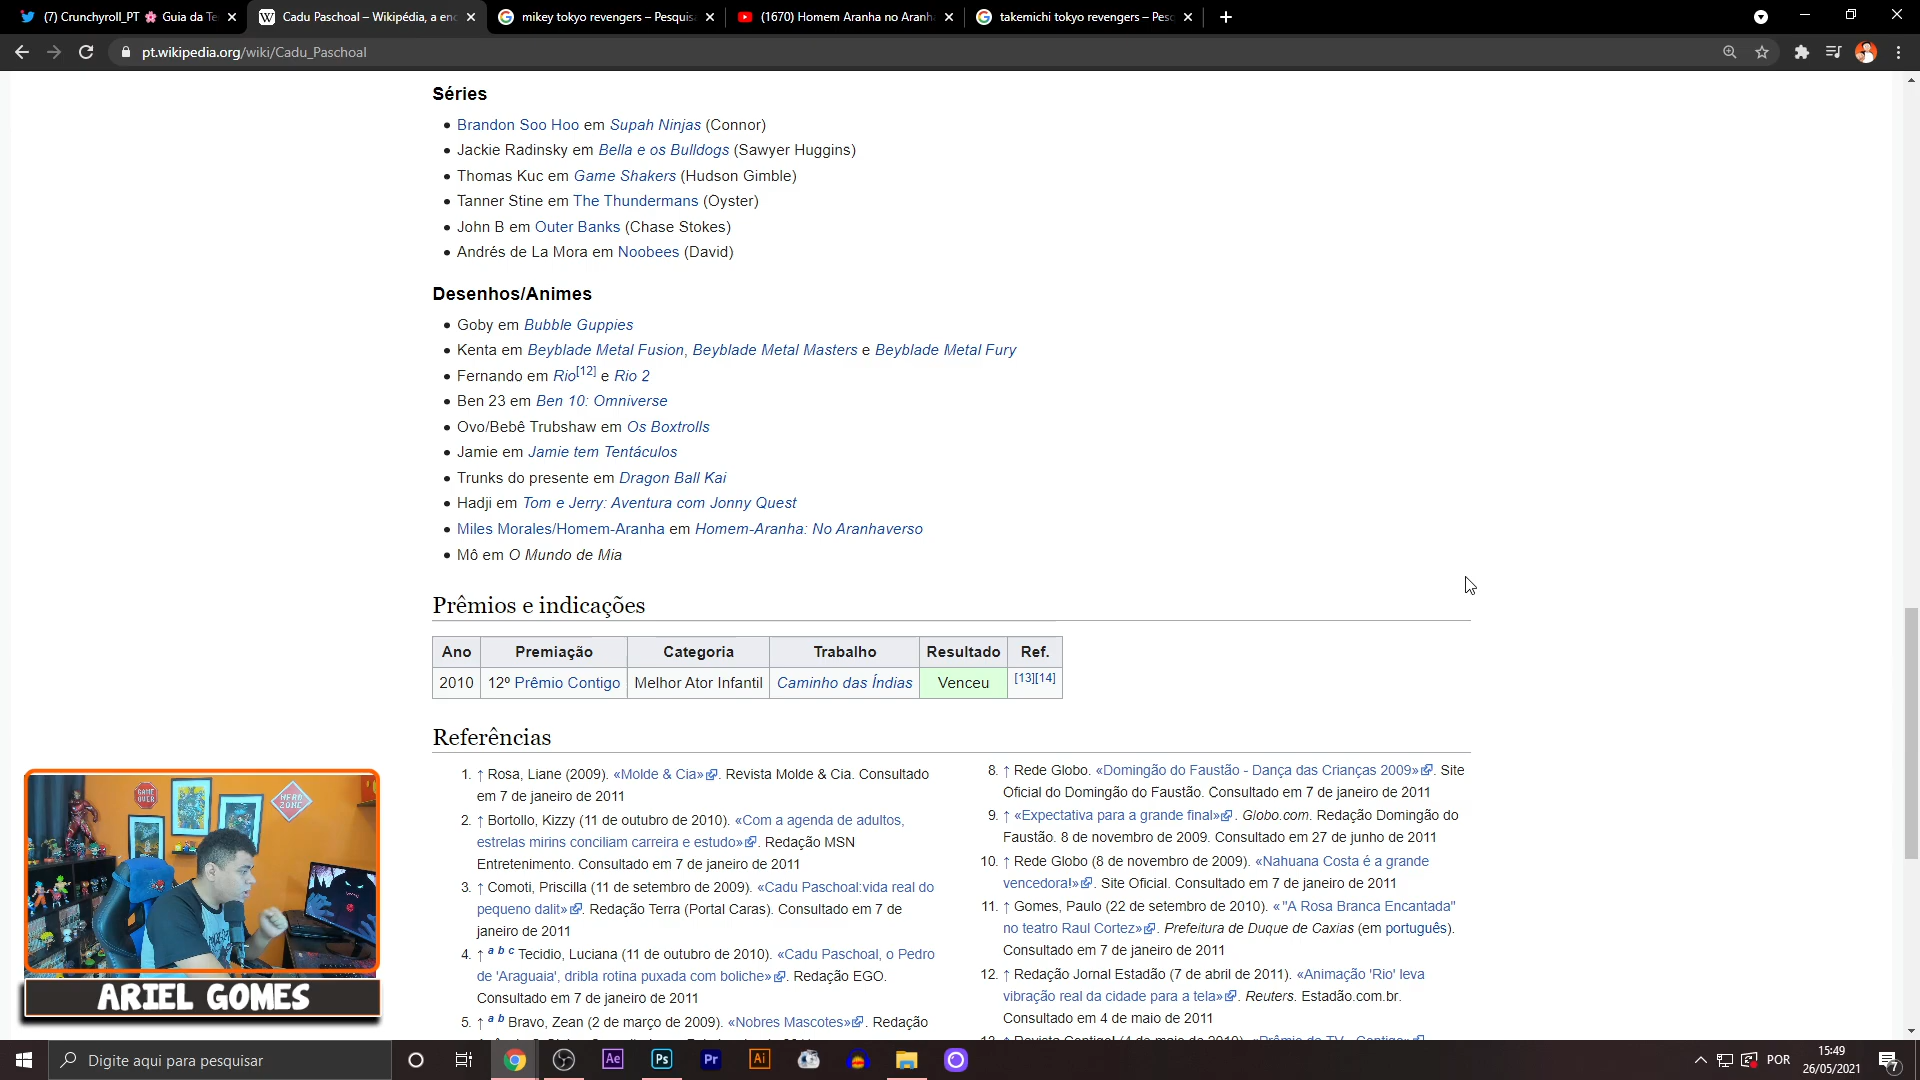 (7) Crunchyroll_PT 🌸 Guia da Te
Cadu Paschoal – Wikipédia, a enc
mikey tokyo revengers – Pesquis
(1670) Homem Aranha no Aranh
takemichi tokyo revengers – Pesc
pt.wikipedia.org/wiki/Cadu_Paschoal
Séries
• Brandon Soo Hoo em Supah Ninjas (Connor)
• Jackie Radinsky em Bella e os Bulldogs (Sawyer Huggins)
• Thomas Kuc em Game Shakers (Hudson Gimble)
• Tanner Stine em The Thundermans (Oyster)
• John B em Outer Banks (Chase Stokes)
• Andrés de La Mora em Noobees (David)
Desenhos/Animes
• Goby em Bubble Guppies
• Kenta em Beyblade Metal Fusion, Beyblade Metal Masters e Beyblade Metal Fury
• Fernando em Rio[12] e Rio 2
• Ben 23 em Ben 10: Omniverse
• Ovo/Bebê Trubshaw em Os Boxtrolls
• Jamie em Jamie tem Tentáculos
• Trunks do presente em Dragon Ball Kai
• Hadji em Tom e Jerry: Aventura com Jonny Quest
• Miles Morales/Homem-Aranha em Homem-Aranha: No Aranhaverso
• Mô em O Mundo de Mia
Prêmios e indicações
Ano Premiação Categoria Trabalho Resultado Ref.
2010 12º Prêmio Contigo Melhor Ator Infantil Caminho das Índias Venceu [13][14]
Referências
1. ↑ Rosa, Liane (2009). «Molde & Cia». Revista Molde & Cia. Consultado
em 7 de janeiro de 2011
2. ↑ Bortollo, Kizzy (11 de outubro de 2010). «Com a agenda de adultos,
estrelas mirins conciliam carreira e estudo». Redação MSN
Entretenimento. Consultado em 7 de janeiro de 2011
3. ↑ Comoti, Priscilla (11 de setembro de 2009). «Cadu Paschoal:vida real do
pequeno dalit». Redação Terra (Portal Caras). Consultado em 7 de
janeiro de 2011
4. ↑ a b c Tecidio, Luciana (11 de outubro de 2010). «Cadu Paschoal, o Pedro
de 'Araguaia', dribla rotina puxada com boliche». Redação EGO.
Consultado em 7 de janeiro de 2011
5. ↑ a b Bravo, Zean (2 de março de 2009). «Nobres Mascotes». Redação
8. ↑ Rede Globo. «Domingão do Faustão - Dança das Crianças 2009». Site
Oficial do Domingão do Faustão. Consultado em 7 de janeiro de 2011
9. ↑ «Expectativa para a grande final». Globo.com. Redação Domingão do
Faustão. 8 de novembro de 2009. Consultado em 27 de junho de 2011
10. ↑ Rede Globo (8 de novembro de 2009). «Nahuana Costa é a grande
vencedora!». Site Oficial. Consultado em 7 de janeiro de 2011
11. ↑ Gomes, Paulo (22 de setembro de 2010). «"A Rosa Branca Encantada"
no teatro Raul Cortez». Prefeitura de Duque de Caxias (em português).
Consultado em 7 de janeiro de 2011
12. ↑ Redação Jornal Estadão (7 de abril de 2011). «Animação 'Rio' leva
vibração real da cidade para a tela». Reuters. Estadão.com.br.
Consultado em 4 de maio de 2011
GAME
OVER
NERD
ZONE
ARIEL GOMES
Digite aqui para pesquisar
Ae
Ps
Pr
Ai
POR
15:49
26/05/2021
7